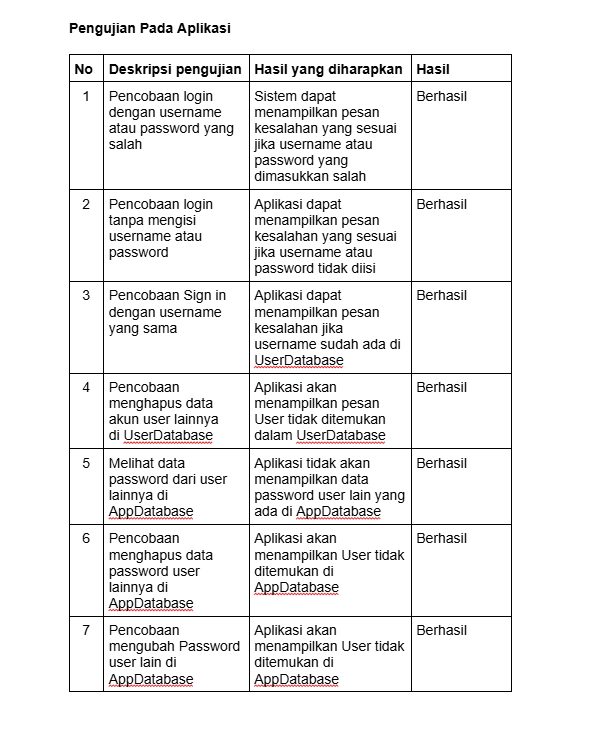 Pengujian Pada Aplikasi
No Deskripsi pengujian Hasil yang diharapkan Hasil
1 Pencobaan login Sistem dapat Berhasil
dengan username menampilkan pesan
atau password yang kesalahan yang sesuai
salah jika username atau
password yang
dimasukkan salah
2 Pencobaan login Aplikasi dapat Berhasil
tanpa mengisi menampilkan pesan
username atau kesalahan yang sesuai
password jika username atau
password tidak diisi
3 Pencobaan Sign in Aplikasi dapat Berhasil
dengan username menampilkan pesan
yang sama kesalahan jika
username sudah ada di
UserDatabase
4 Pencobaan Aplikasi akan Berhasil
menghapus data menampilkan pesan
akun user lainnya User tidak ditemukan
di UserDatabase dalam UserDatabase
5 Melihat data Aplikasi tidak akan Berhasil
password dari user menampilkan data
lainnya di password user lain yang
AppDatabase ada di AppDatabase
6 Pencobaan Aplikasi akan Berhasil
menghapus data menampilkan User tidak
password user ditemukan di
lainnya di AppDatabase
AppDatabase
7 Pencobaan Aplikasi akan Berhasil
mengubah Password menampilkan User tidak
user lain di ditemukan di
AppDatabase AppDatabase